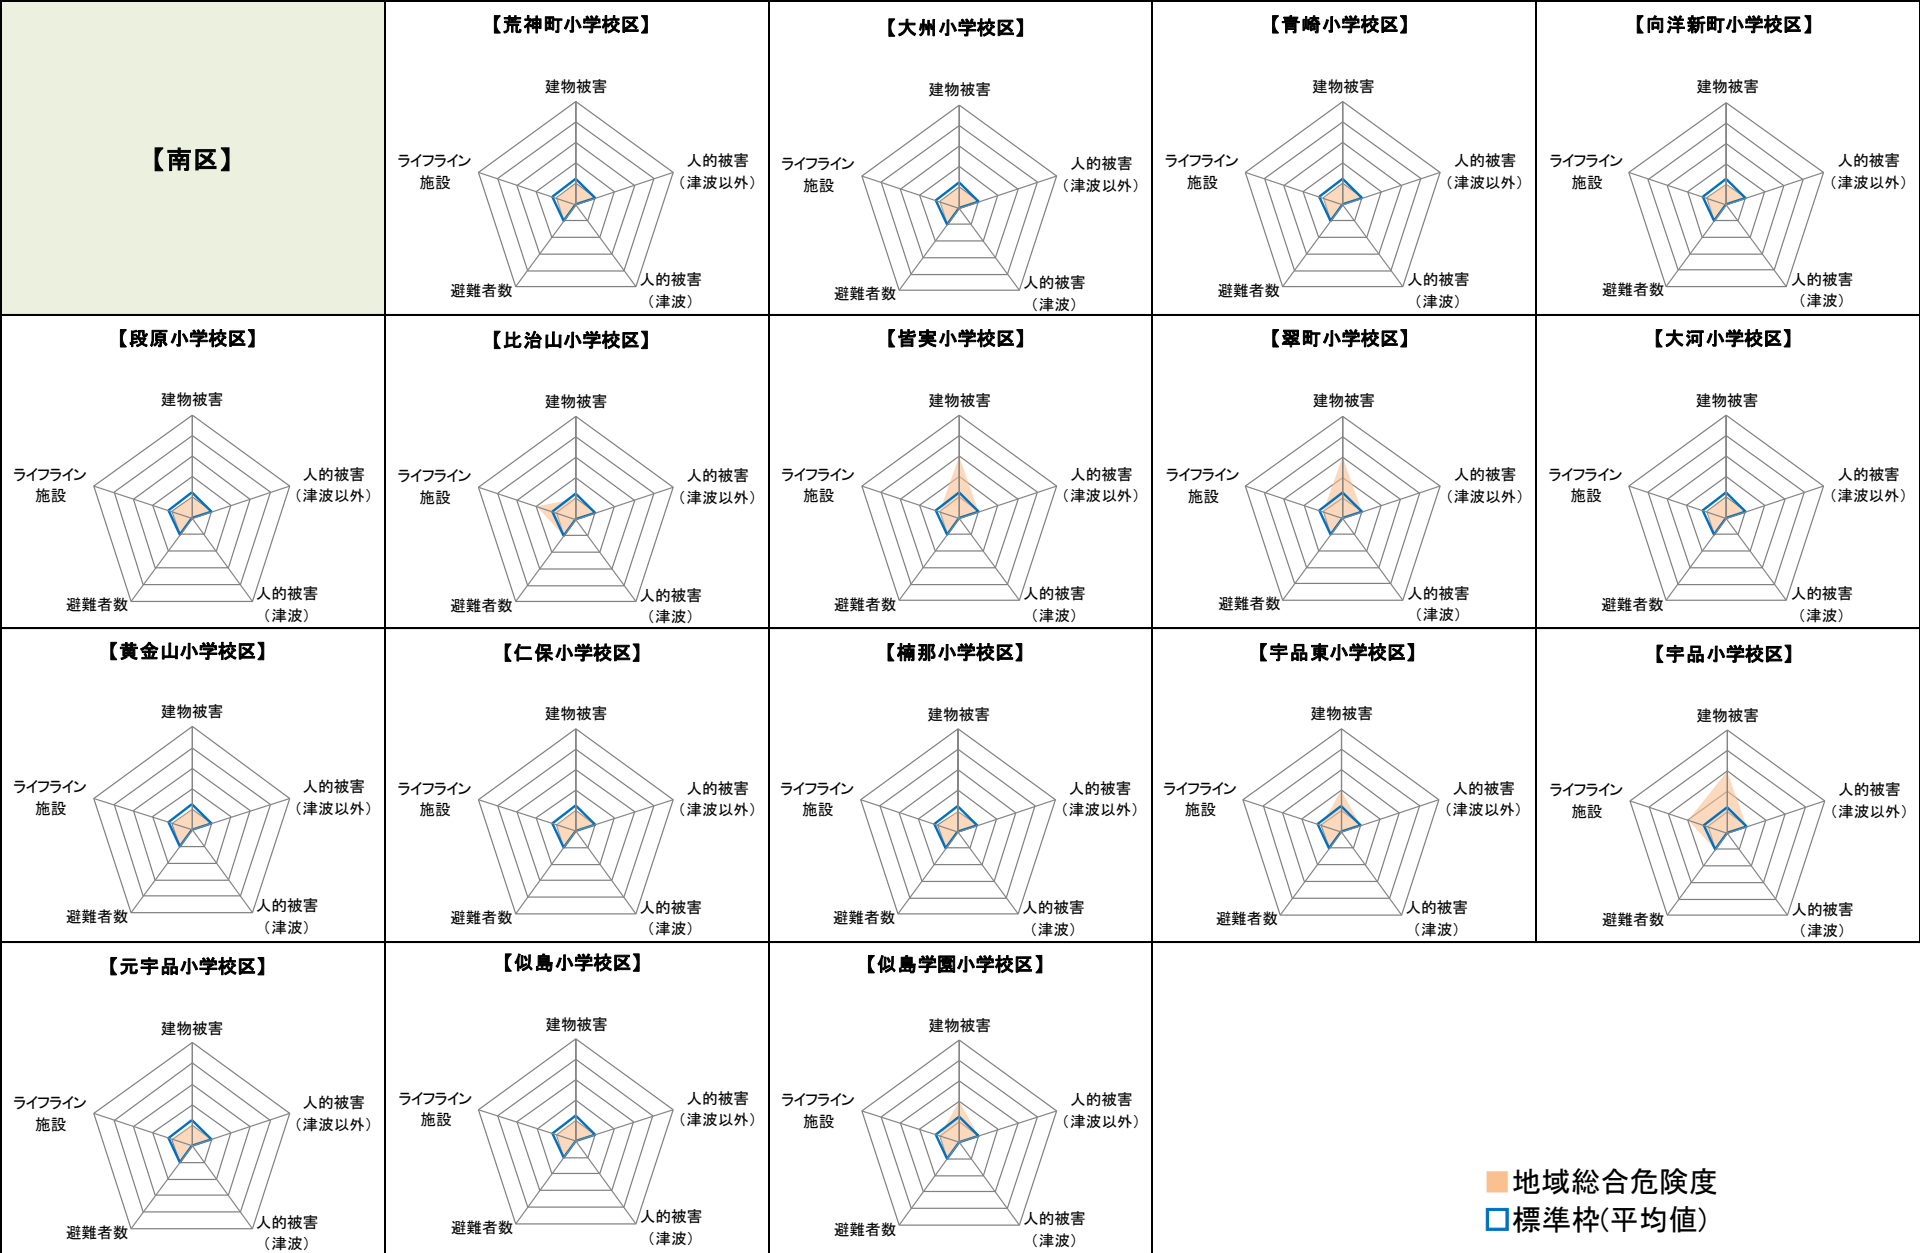 【南区】
【荒神町小学校区】
建物被害
ライフライン
施設
人的被害
（津波以外）
避難者数
人的被害
（津波）
【大州小学校区】
建物被害
ライフライン
施設
人的被害
（津波以外）
避難者数
人的被害
（津波）
【青崎小学校区】
建物被害
ライフライン
施設
人的被害
（津波以外）
避難者数
人的被害
（津波）
【向洋新町小学校区】
建物被害
ライフライン
施設
人的被害
（津波以外）
避難者数
人的被害
（津波）
【段原小学校区】
建物被害
ライフライン
施設
人的被害
（津波以外）
避難者数
人的被害
（津波）
【比治山小学校区】
建物被害
ライフライン
施設
人的被害
（津波以外）
避難者数
人的被害
（津波）
【皆実小学校区】
建物被害
ライフライン
施設
人的被害
（津波以外）
避難者数
人的被害
（津波）
【翠町小学校区】
建物被害
ライフライン
施設
人的被害
（津波以外）
避難者数
人的被害
（津波）
【大河小学校区】
建物被害
ライフライン
施設
人的被害
（津波以外）
避難者数
人的被害
（津波）
【黄金山小学校区】
建物被害
ライフライン
施設
人的被害
（津波以外）
避難者数
人的被害
（津波）
【仁保小学校区】
建物被害
ライフライン
施設
人的被害
（津波以外）
避難者数
人的被害
（津波）
【楠那小学校区】
建物被害
ライフライン
施設
人的被害
（津波以外）
避難者数
人的被害
（津波）
【宇品東小学校区】
建物被害
ライフライン
施設
人的被害
（津波以外）
避難者数
人的被害
（津波）
【宇品小学校区】
建物被害
ライフライン
施設
人的被害
（津波以外）
避難者数
人的被害
（津波）
【元宇品小学校区】
建物被害
ライフライン
施設
人的被害
（津波以外）
避難者数
人的被害
（津波）
【似島小学校区】
建物被害
ライフライン
施設
人的被害
（津波以外）
避難者数
人的被害
（津波）
【似島学園小学校区】
建物被害
ライフライン
施設
人的被害
（津波以外）
避難者数
人的被害
（津波）
地域総合危険度
標準枠(平均値)